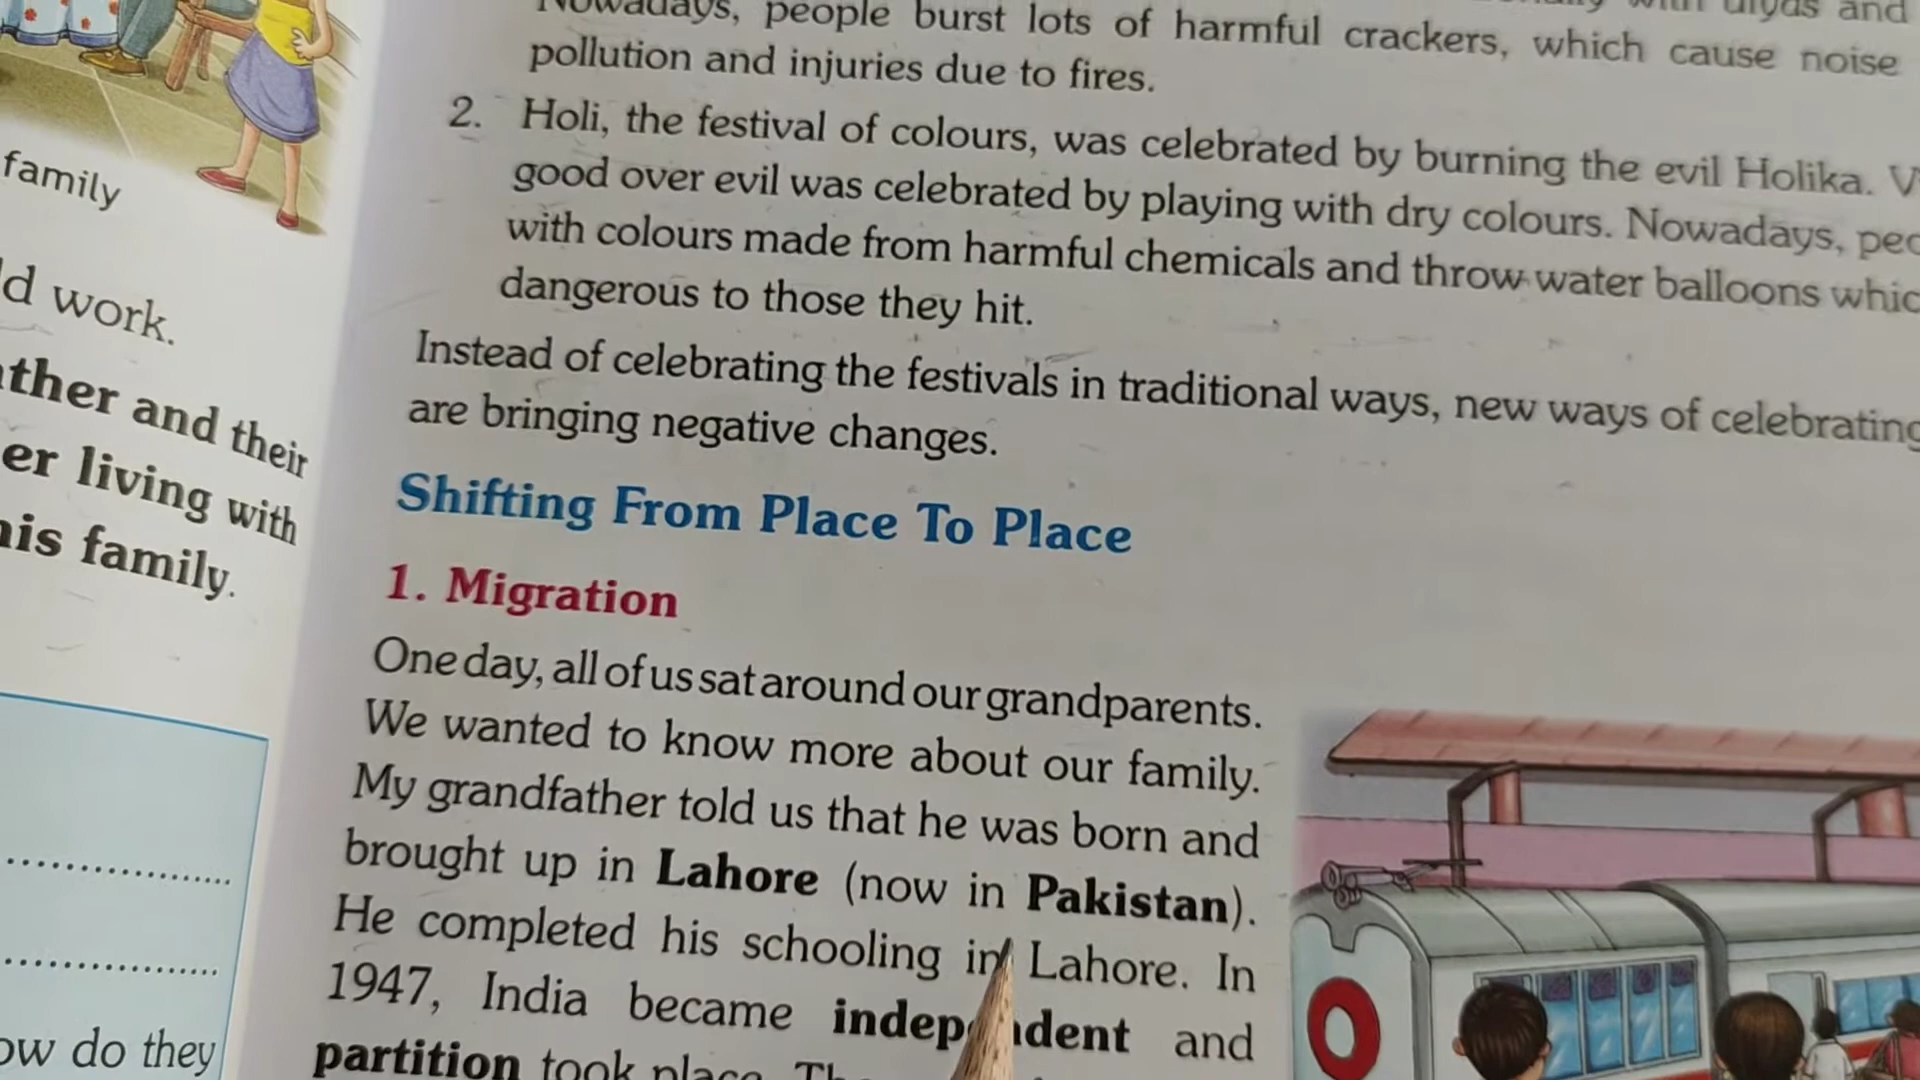 family
d work.
ther and their
er living with
his family.
ow do they
Nowadays, people burst lots of harmful crackers, which cause noise
pollution and injuries due to fires.
2. Holi, the festival of colours, was celebrated by burning the evil Holika.
good over evil was celebrated by playing with dry colours. Nowadays,
with colours made from harmful chemicals and throw water balloons
dangerous to those they hit.
Instead of celebrating the festivals in traditional ways, new ways of celebrating
are bringing negative changes.
Shifting From Place To Place
1. Migration
One day, all of us sat around our grandparents.
We wanted to know more about our family.
My grandfather told us that he was born and
brought up in Lahore (now in Pakistan).
He completed his schooling in Lahore. In
1947, India became independent and
partition took place.